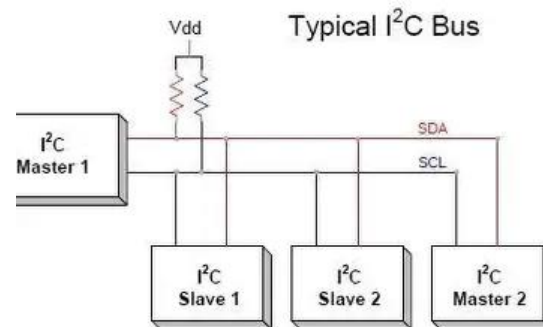 Typical I²C Bus
Vdd
I²C
Master 1
SDA
SCL
I²C
Slave 1
I²C
Slave 2
I²C
Master 2